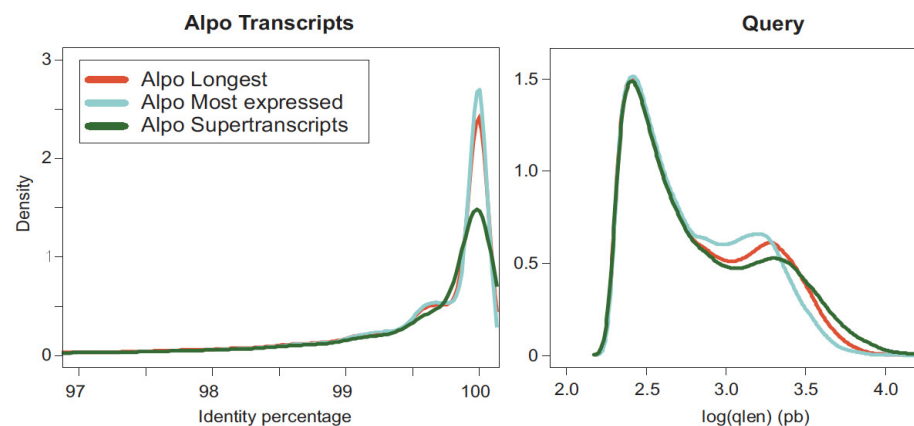 Alpo Transcripts
Query
3
2
1
0
Density
Alpo Longest
Alpo Most expressed
Alpo Supertranscripts
97
98
99
100
Identity percentage
1.5
1.0
0.5
0
2.0
2.5
3.0
3.5
4.0
log(qlen) (pb)